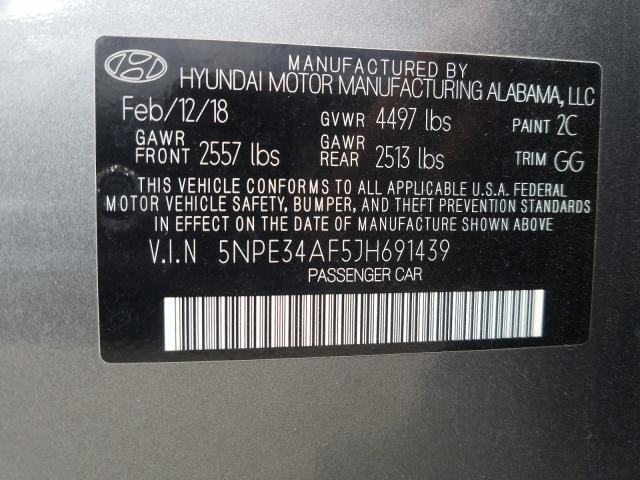 MANUFACTURED BY
HYUNDAI MOTOR MANUFACTURING ALABAMA, LLC
Feb/12/18 GVWR 4497 lbs PAINT 2C
GAWR FRONT 2557 lbs GAWR REAR 2513 lbs TRIM GG
THIS VEHICLE CONFORMS TO ALL APPLICABLE U.S.A. FEDERAL
MOTOR VEHICLE SAFETY, BUMPER, AND THEFT PREVENTION STANDARDS
IN EFFECT ON THE DATE OF MANUFACTURE SHOWN ABOVE
V.I.N 5NPE34AF5JH691439
PASSENGER CAR